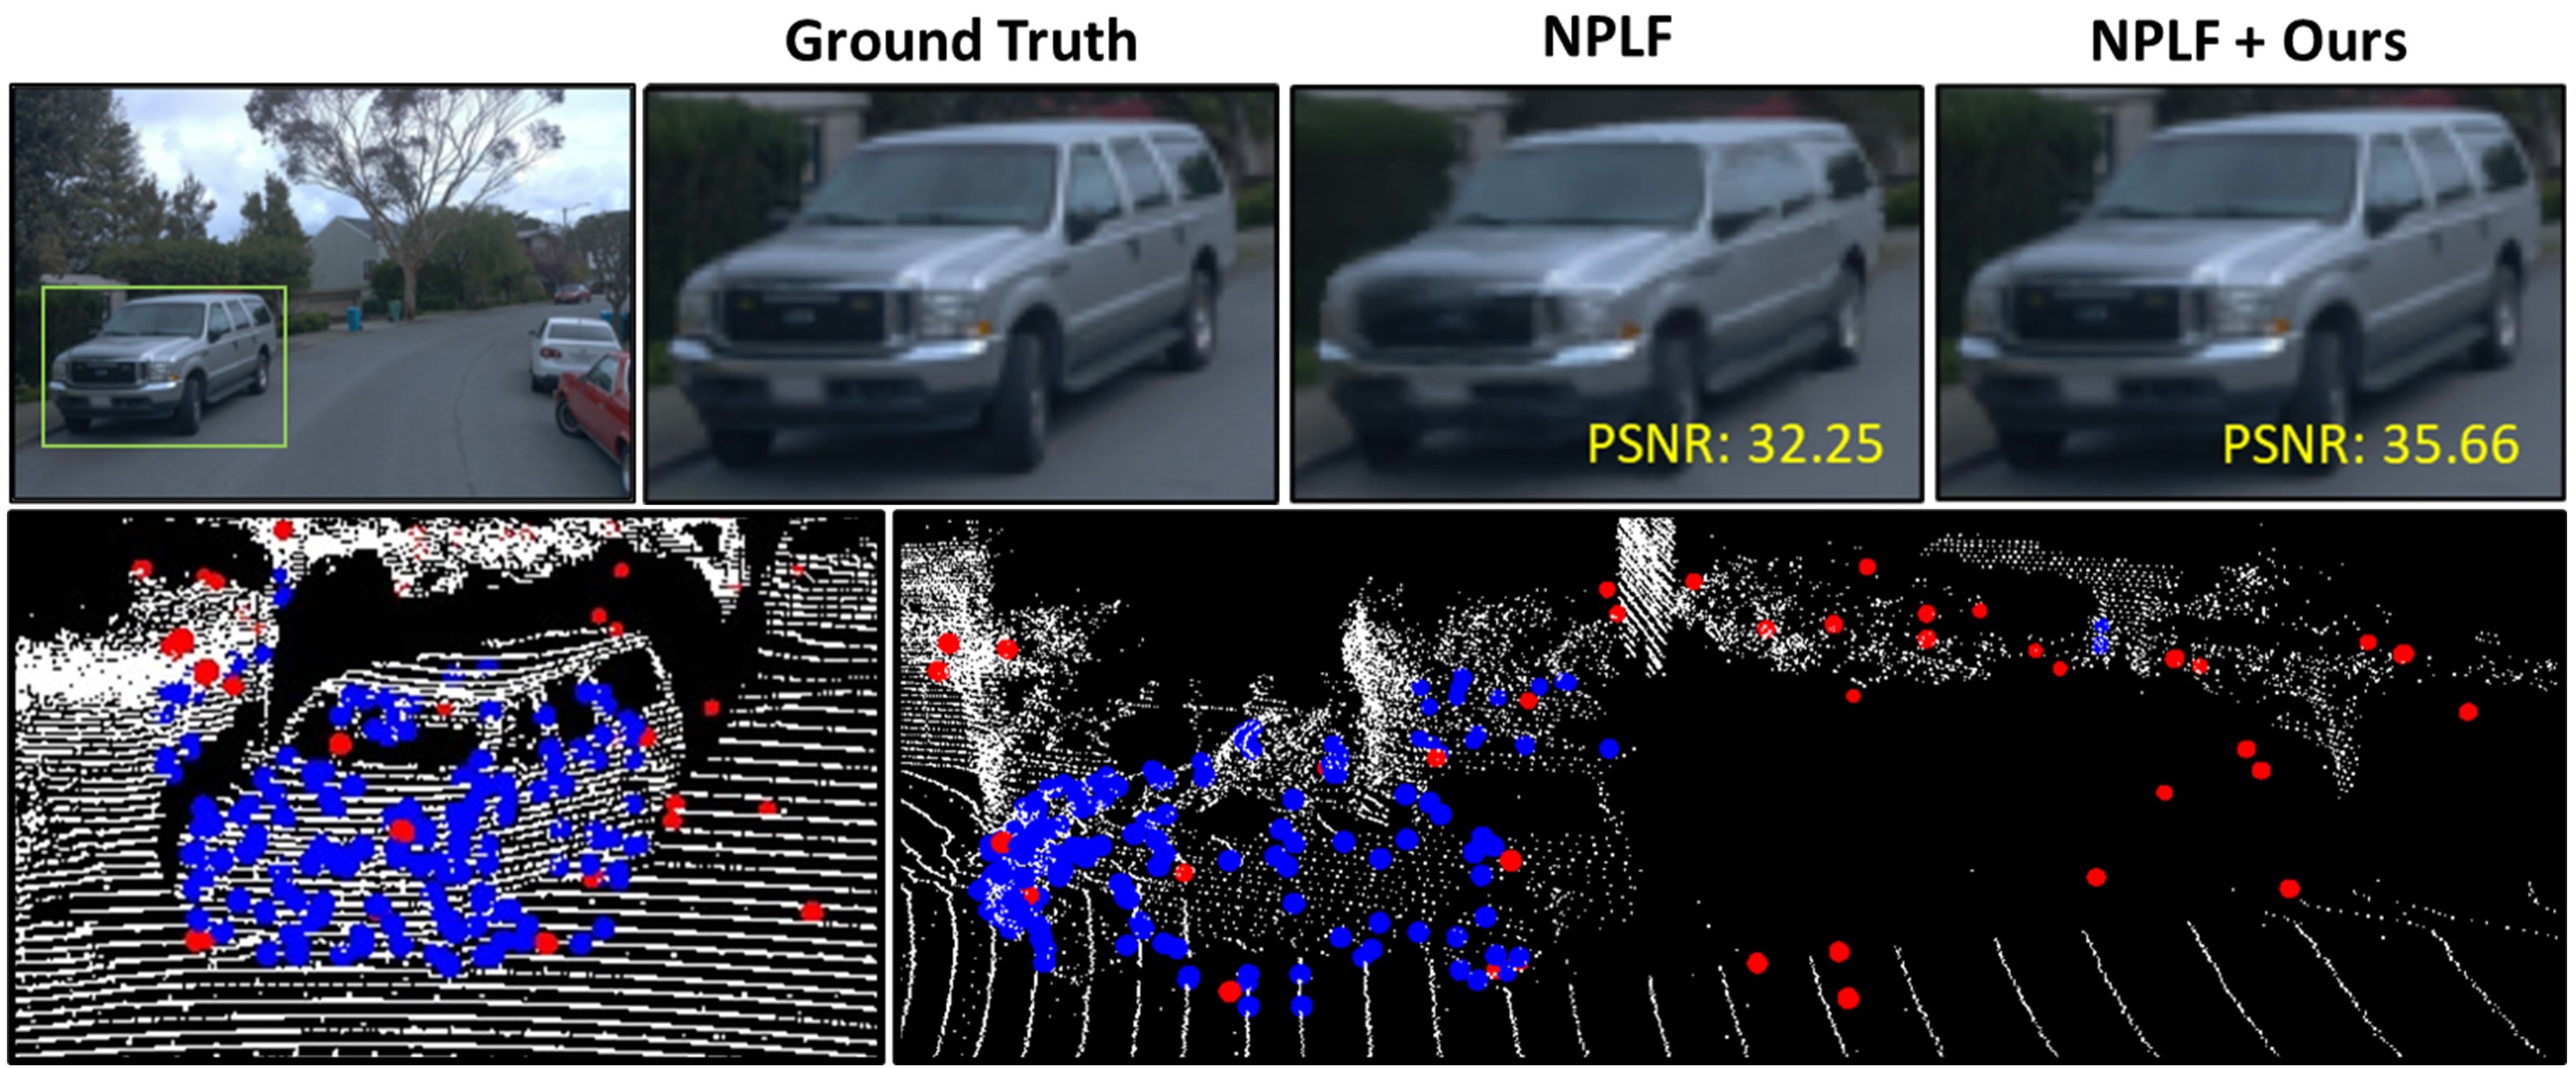 Ground Truth
NPLF
NPLF + Ours
PSNR: 32.25
PSNR: 35.66